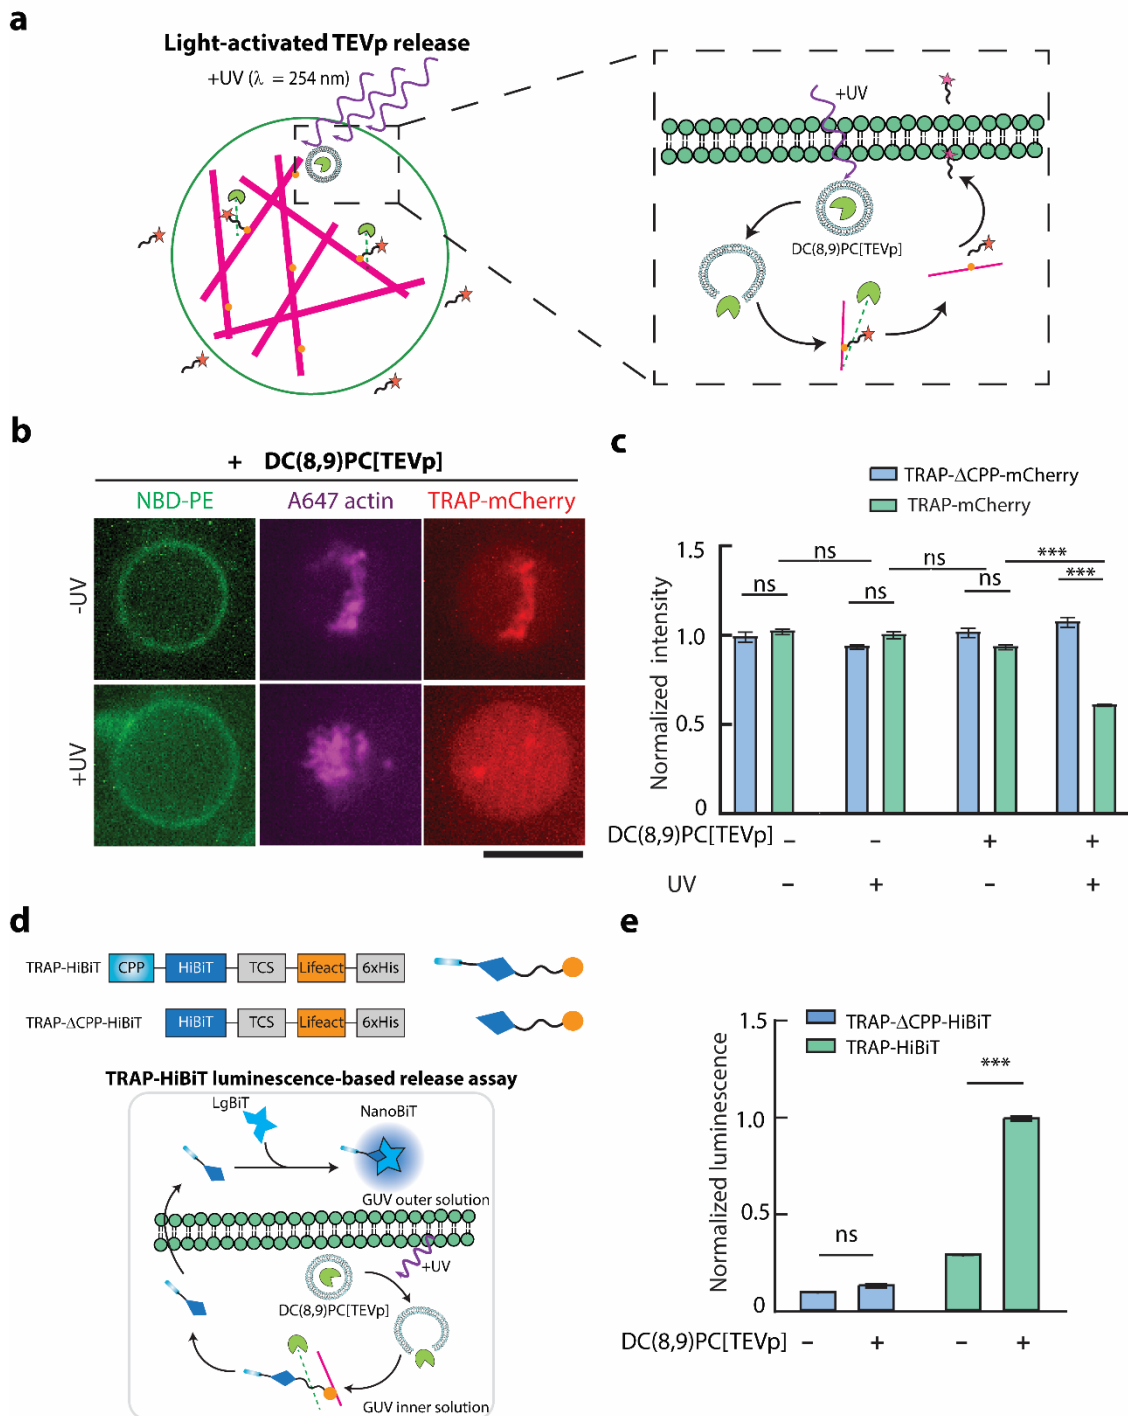 a
Light-activated TEVp release
+UV (λ = 254 nm)
+UV
DC(8,9)PC[TEVp]
b
+ DC(8,9)PC[TEVp]
NBD-PE A647 actin TRAP-mCherry
-UV
+UV
c
TRAP-ΔCPP-mCherry
TRAP-mCherry
Normalized intensity
1.5
1.0
0.5
0
ns ns ns ns ns *** ***
DC(8,9)PC[TEVp] – – + +
UV – + – +
d
TRAP-HiBiT CPP HiBiT TCS Lifeact 6xHis
TRAP-ΔCPP-HiBiT HiBiT TCS Lifeact 6xHis
TRAP-HiBiT luminescence-based release assay
LgBiT
NanoBiT
GUV outer solution
+UV
DC(8,9)PC[TEVp]
GUV inner solution
e
TRAP-ΔCPP-HiBiT
TRAP-HiBiT
Normalized luminescence
1.5
1.0
0.5
0
ns ***
DC(8,9)PC[TEVp] – + – +